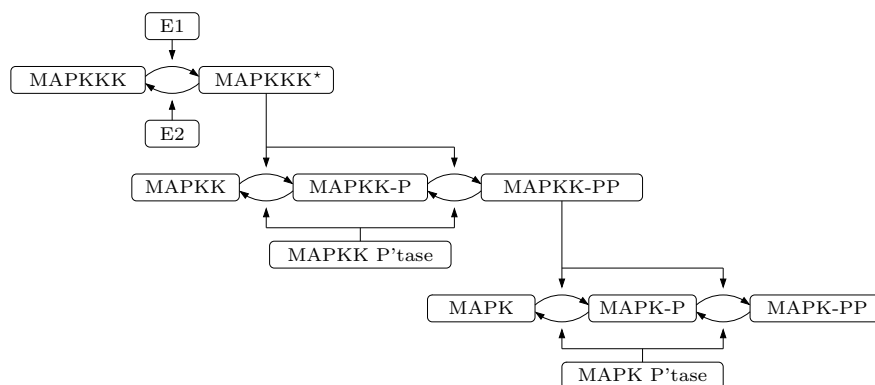 E1
MAPKKK
MAPKKK*
E2
MAPKK
MAPKK-P
MAPKK-PP
MAPKK P'tase
MAPK
MAPK-P
MAPK-PP
MAPK P'tase